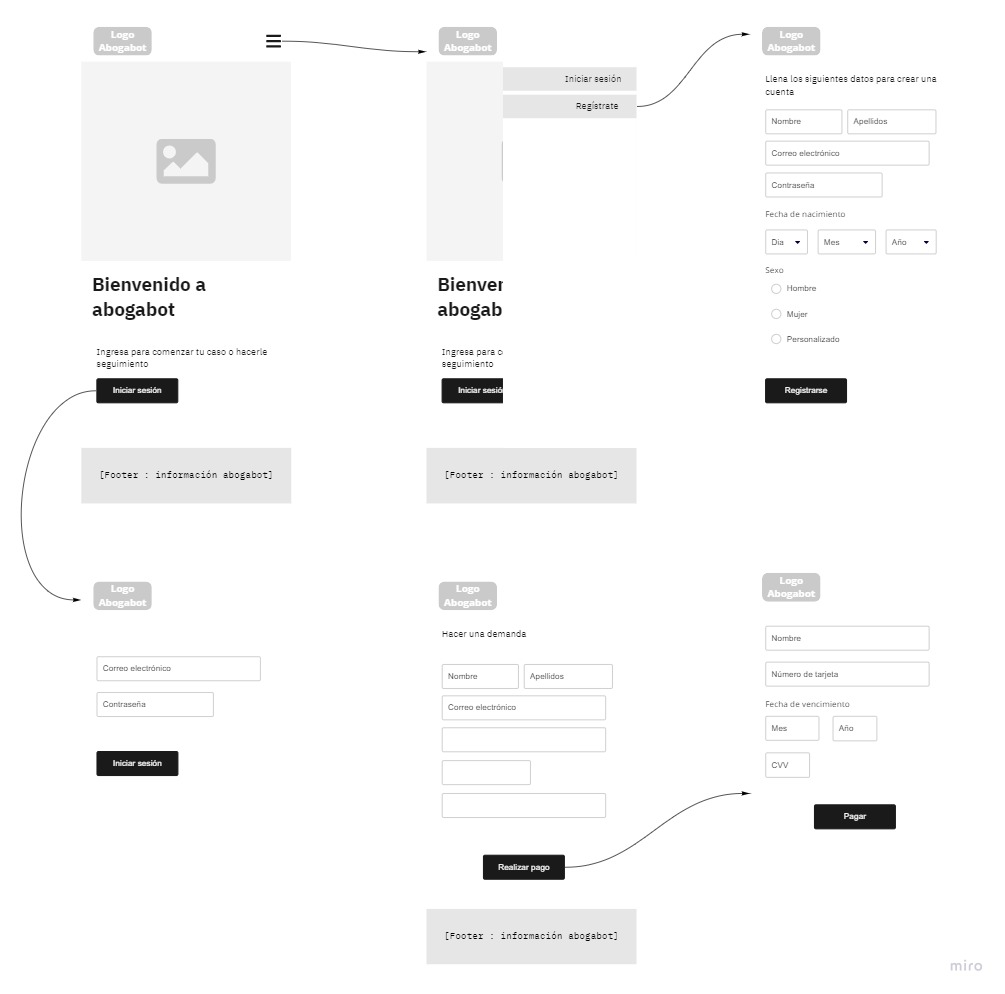 Logo
Abogabot
Bienvenido a
abogabot
Ingresa para comenzar tu caso o hacerle
seguimiento
Iniciar sesión
[Footer : información abogabot]
Logo
Abogabot
Iniciar sesión
Regístrate
Bienver
abogab
Ingresa para c
seguimiento
Iniciar sesió
[Footer : información abogabot]
Logo
Abogabot
Llena los siguientes datos para crear una
cuenta
Nombre
Apellidos
Correo electrónico
Contraseña
Fecha de nacimiento
Dia
Mes
Año
Sexo
Hombre
Mujer
Personalizado
Registrarse
Logo
Abogabot
Correo electrónico
Contraseña
Iniciar sesión
Logo
Abogabot
Hacer una demanda
Nombre
Apellidos
Correo electrónico
Realizar pago
[Footer : información abogabot]
Logo
Abogabot
Nombre
Número de tarjeta
Fecha de vencimiento
Mes
Año
CVV
Pagar
miro